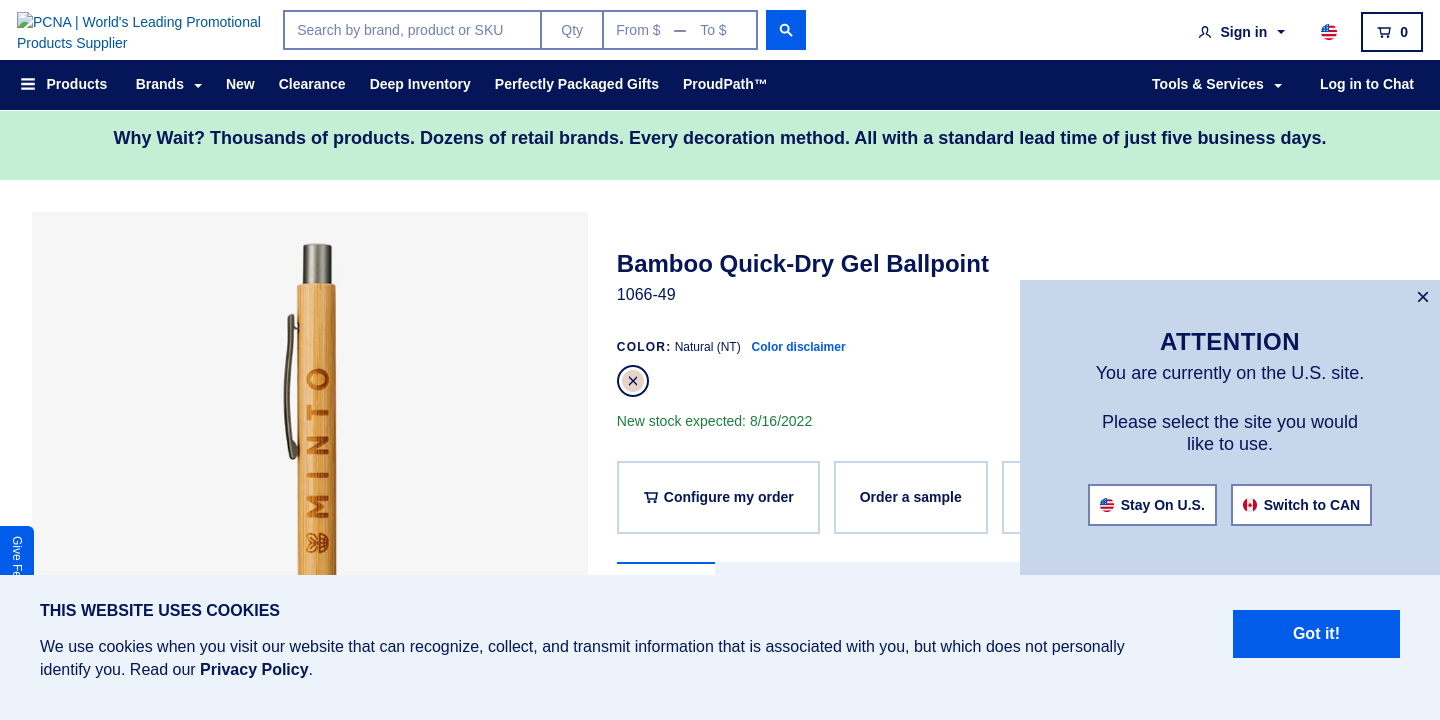 PCNA | World's Leading Promotional
Products Supplier
Search by brand, product or SKU
Qty
From $ — To $
Sign in
0
Products
Brands
New
Clearance
Deep Inventory
Perfectly Packaged Gifts
ProudPath™
Tools & Services
Log in to Chat
Why Wait? Thousands of products. Dozens of retail brands. Every decoration method. All with a standard lead time of just five business days.
MINTO
Bamboo Quick-Dry Gel Ballpoint
1066-49
COLOR: Natural (NT) Color disclaimer
New stock expected: 8/16/2022
Configure my order
Order a sample
×
ATTENTION
You are currently on the U.S. site.
Please select the site you would
like to use.
Stay On U.S.
Switch to CAN
Give Fe
THIS WEBSITE USES COOKIES
We use cookies when you visit our website that can recognize, collect, and transmit information that is associated with you, but which does not personally
identify you. Read our Privacy Policy.
Got it!